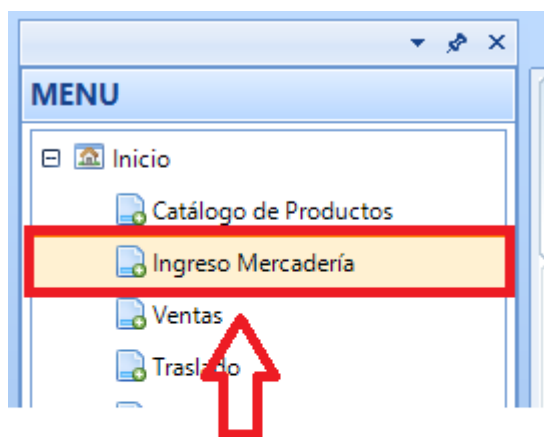 MENU
Inicio
Catálogo de Productos
Ingreso Mercadería
Ventas
Traslado